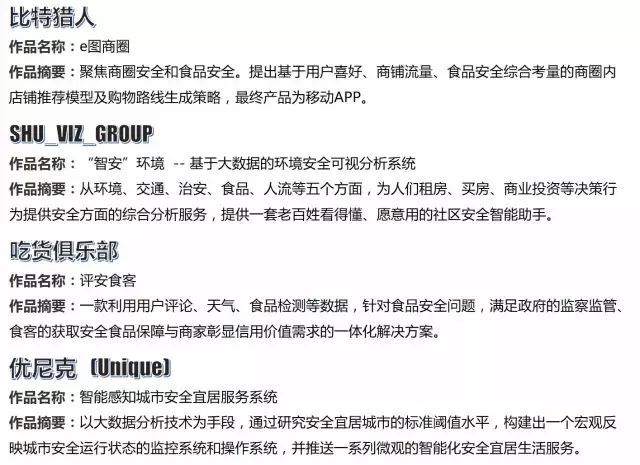 比特猎人
作品名称：e图商圈
作品摘要：聚焦商圈安全和食品安全。提出基于用户喜好、商铺流量、食品安全综合考量的商圈内
店铺推荐模型及购物路线生成策略，最终产品为移动APP。
SHU_VIZ_GROUP
作品名称：“智安”环境 -- 基于大数据的环境安全可视分析系统
作品摘要：从环境、交通、治安、食品、人流等五个方面，为人们租房、买房、商业投资等决策行
为提供安全方面的综合分析服务，提供一套老百姓看得懂、愿意用的社区安全智能助手。
吃货俱乐部
作品名称：评安食客
作品摘要：一款利用用户评论、天气、食品检测等数据，针对食品安全问题，满足政府的监察监管、
食客的获取安全食品保障与商家彰显信用价值需求的一体化解决方案。
优尼克（Unique）
作品名称：智能感知城市安全宜居服务系统
作品摘要：以大数据分析技术为手段，通过研究安全宜居城市的标准阈值水平，构建出一个宏观反
映城市安全运行状态的监控系统和操作系统，并推送一系列微观的智能化安全宜居生活服务。